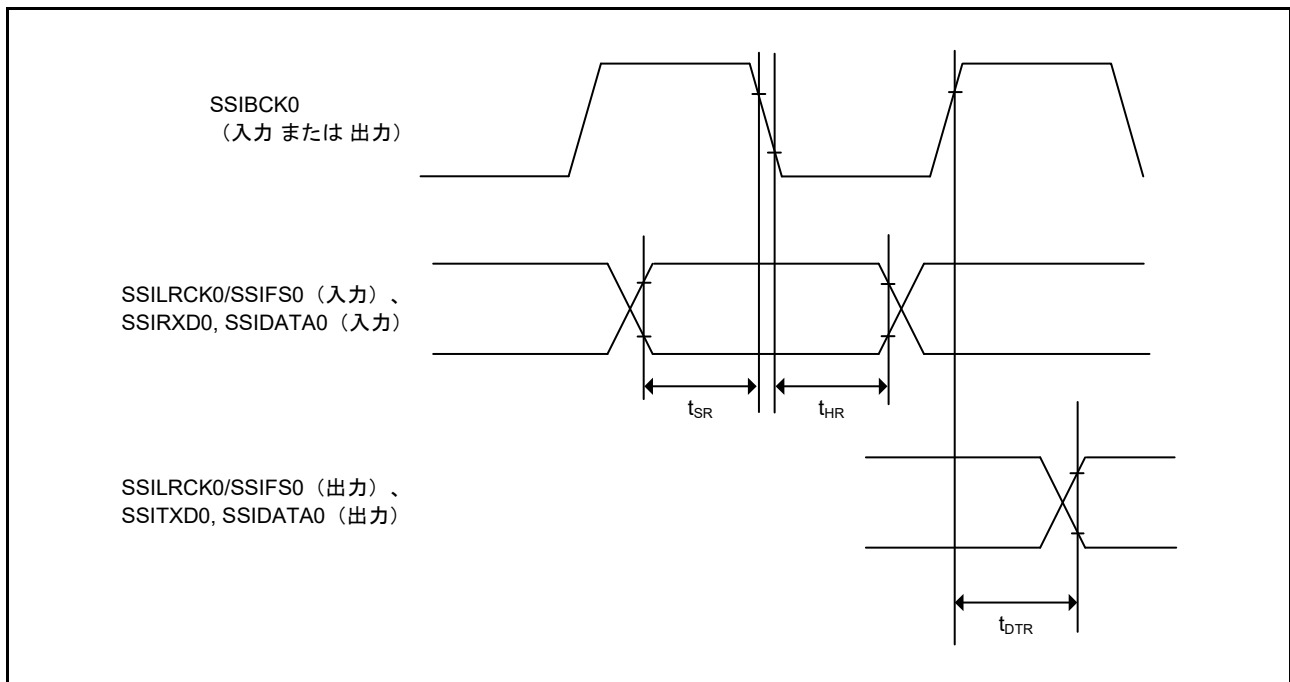 SSIBCK0
（入力 または 出力）
SSILRCK0/SSIFS0（入力）、
SSIRXD0, SSIDATA0（入力）
tSR
tHR
SSILRCK0/SSIFS0（出力）、
SSITXD0, SSIDATA0（出力）
tDTR